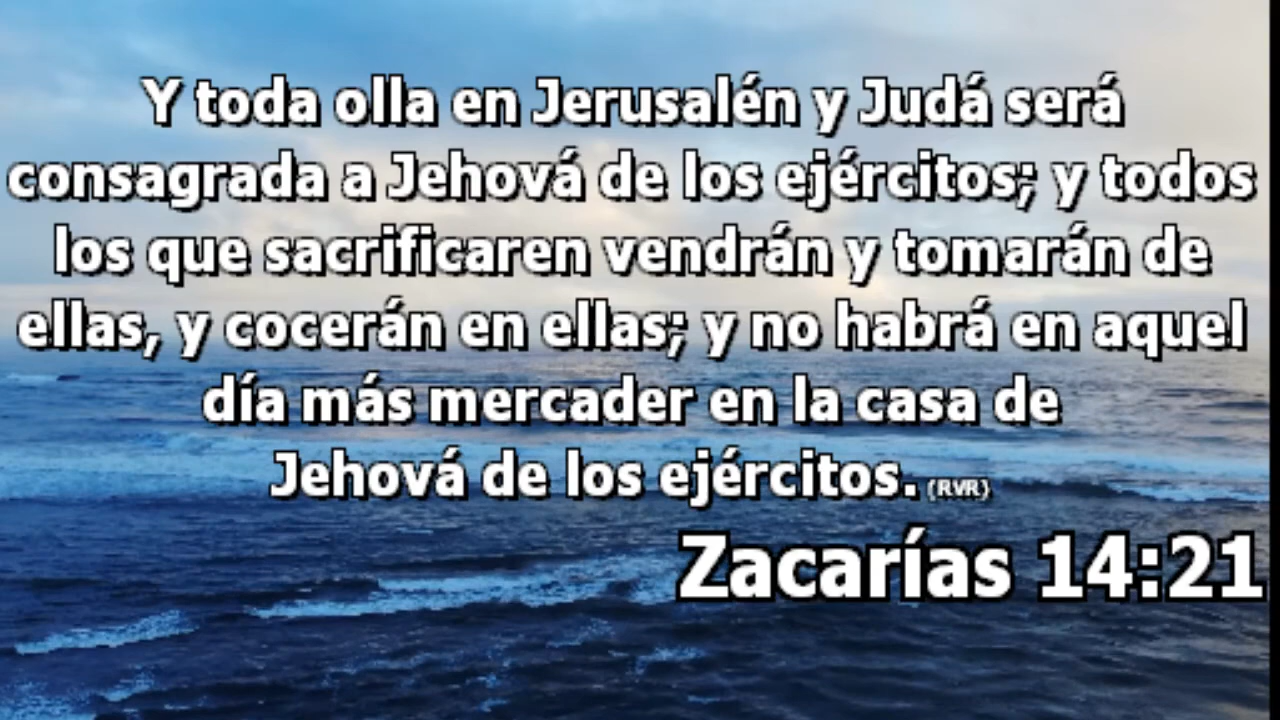 Y toda olla en Jerusalén y Judá será
consagrada a Jehová de los ejércitos; y todos
los que sacrificaren vendrán y tomarán de
ellas, y cocerán en ellas; y no habrá en aquel
día más mercader en la casa de
Jehová de los ejércitos. (RVR)
Zacarías 14:21